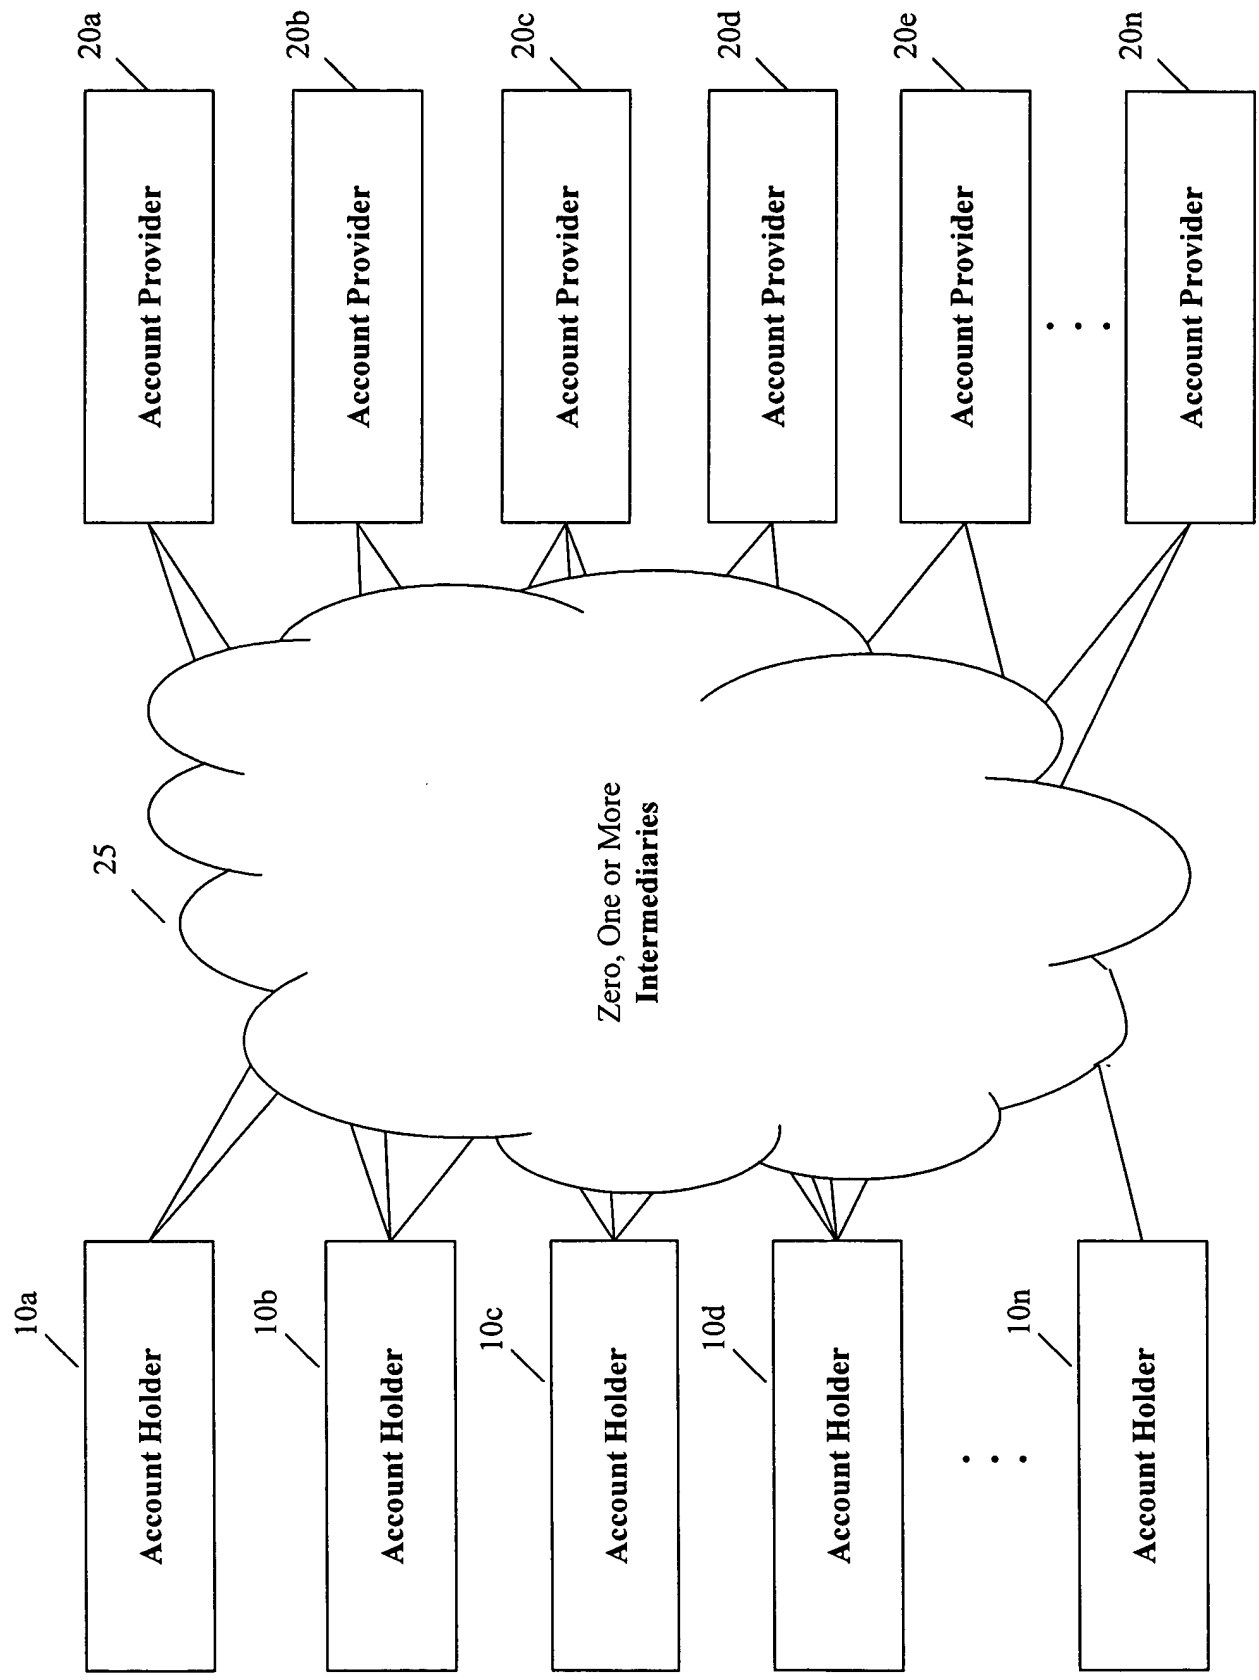 10a
Account Holder
10b
Account Holder
10c
Account Holder
10d
Account Holder
. . .
10n
Account Holder
25
Zero, One or More
Intermediaries
20a
Account Provider
20b
Account Provider
20c
Account Provider
20d
Account Provider
20e
Account Provider
. . .
20n
Account Provider